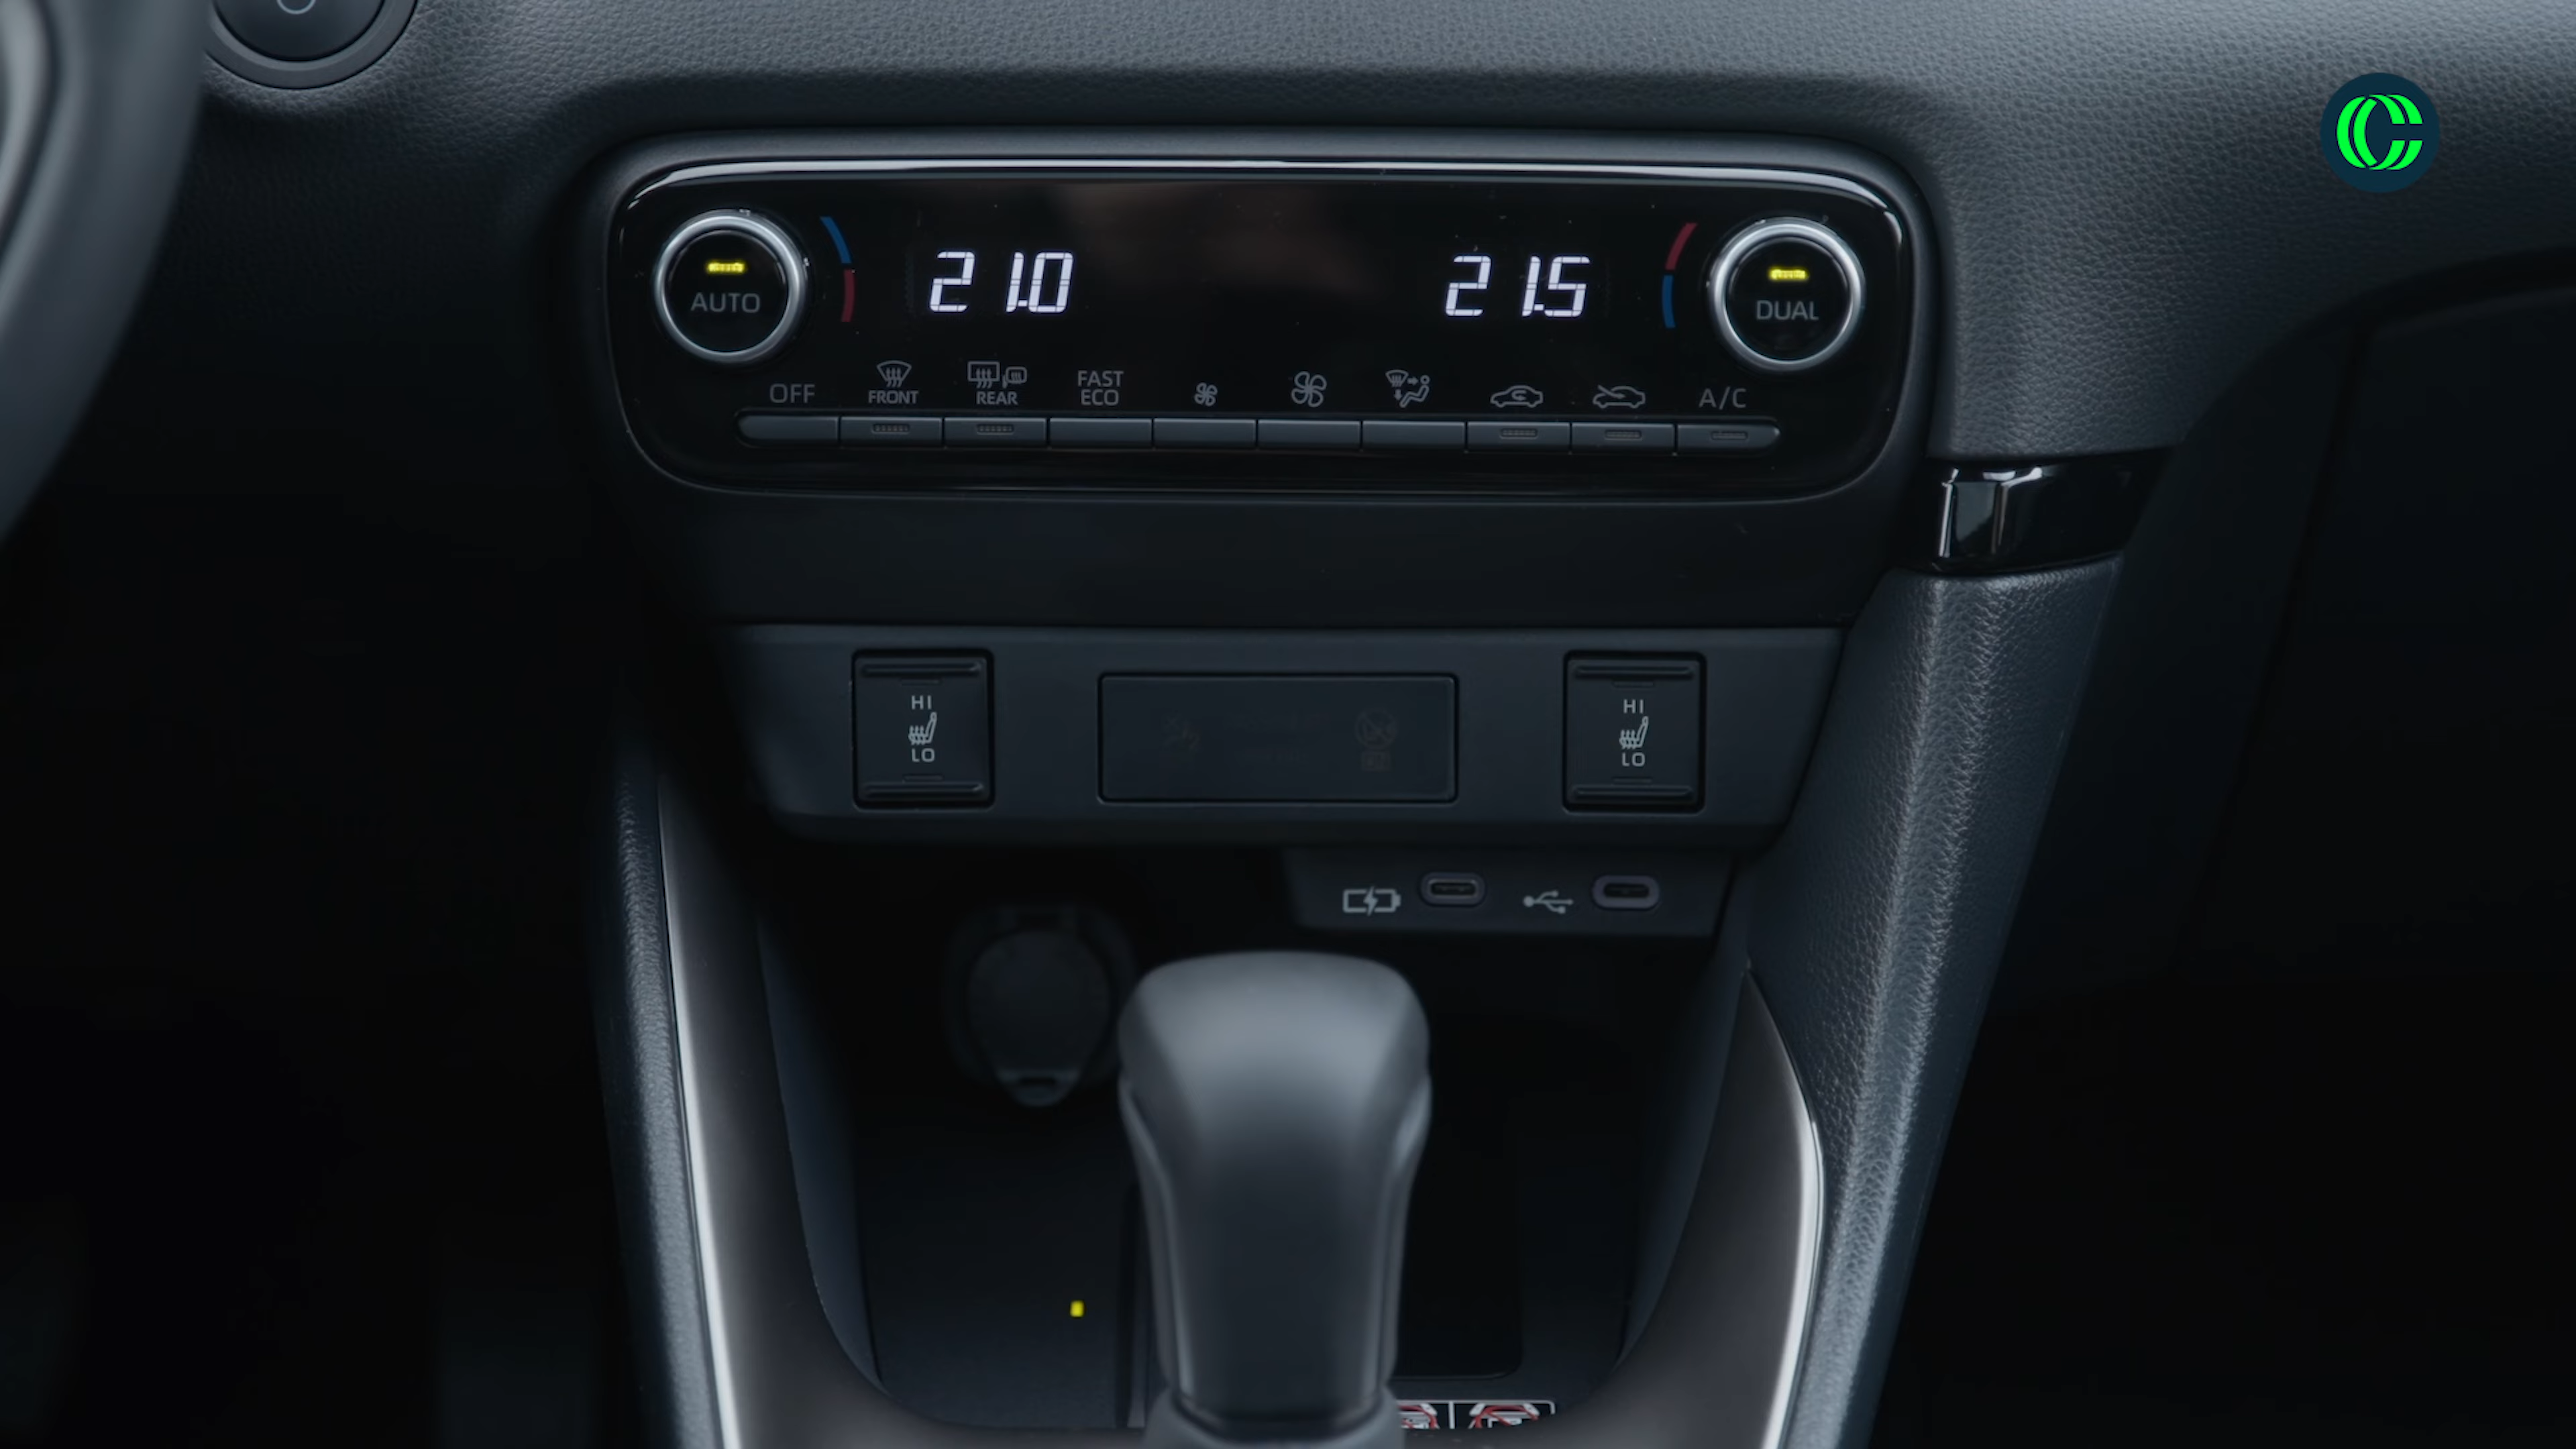 AUTO
21.0
21.5
DUAL
OFF
FRONT
REAR
FAST
ECO
A/C
HI
LO
HI
LO